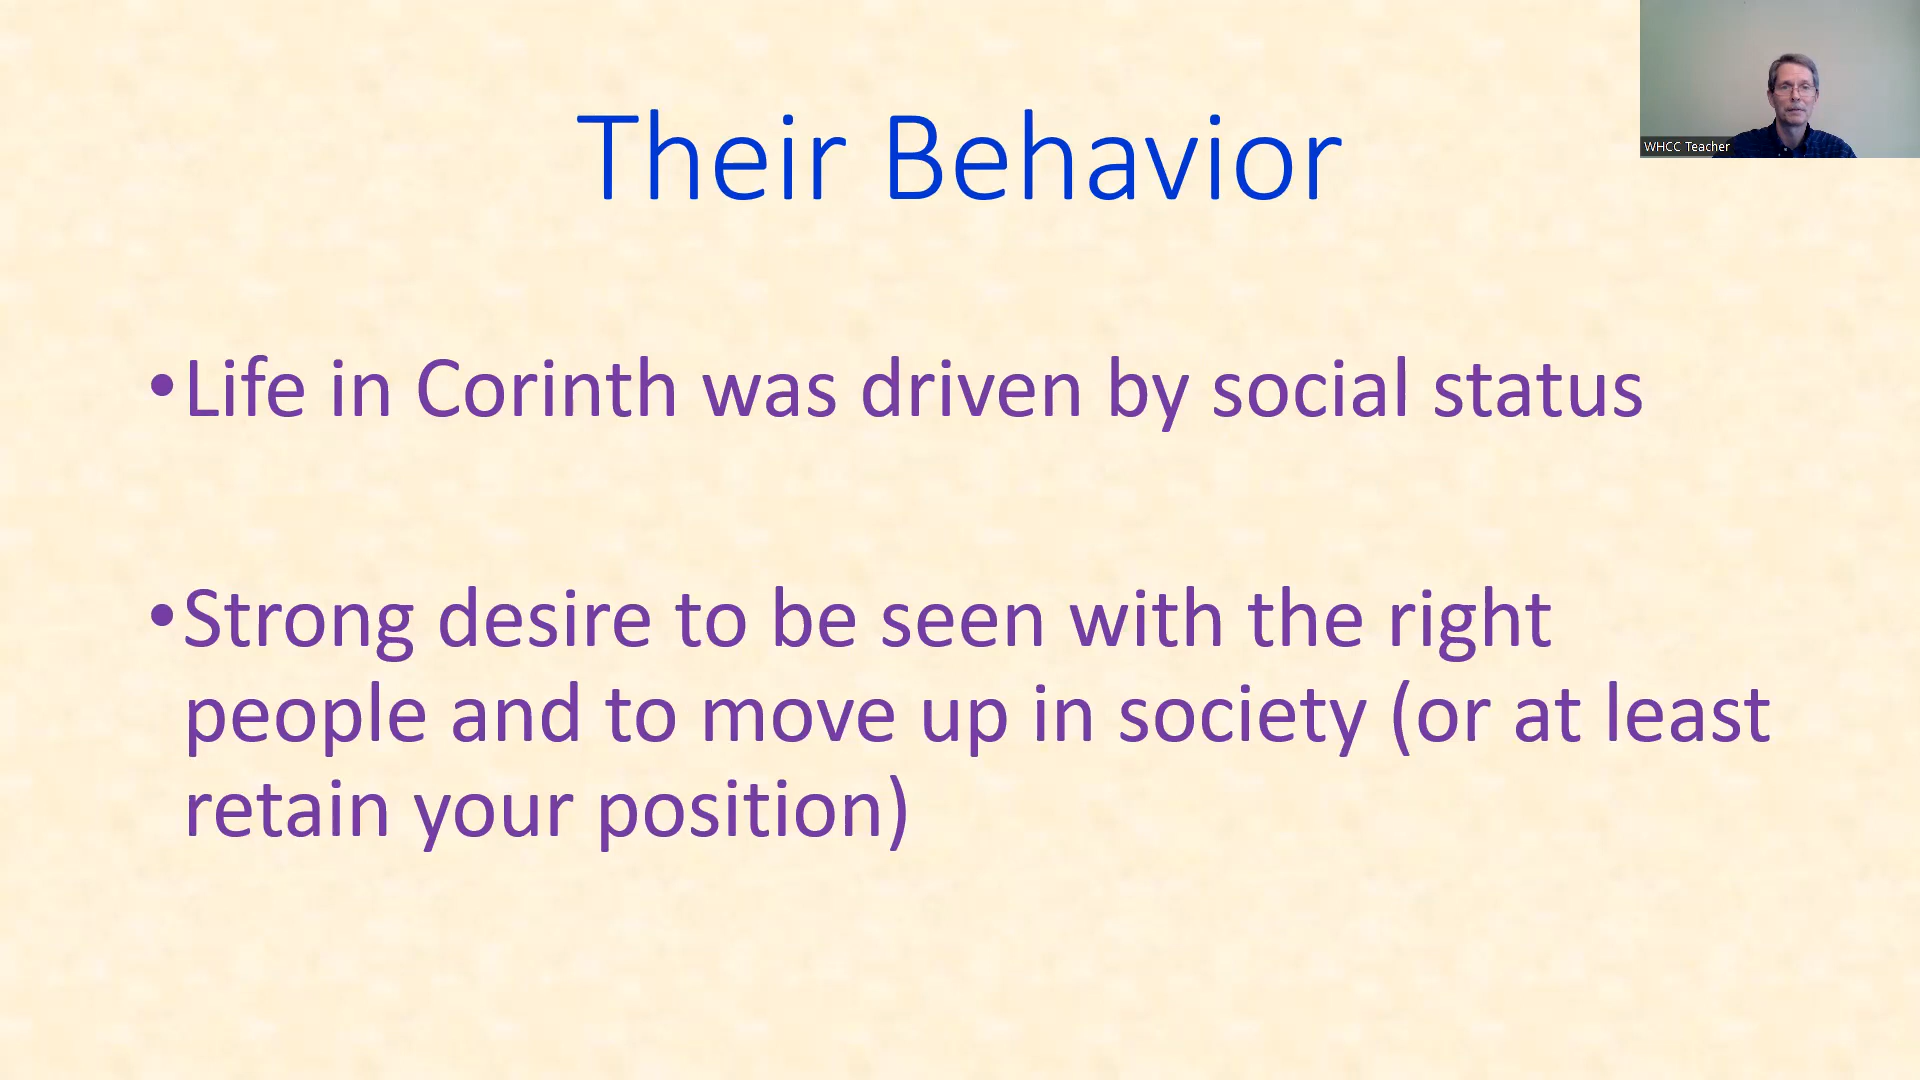 Their Behavior
WHCC Teacher
•Life in Corinth was driven by social status
•Strong desire to be seen with the right
people and to move up in society (or at least
retain your position)